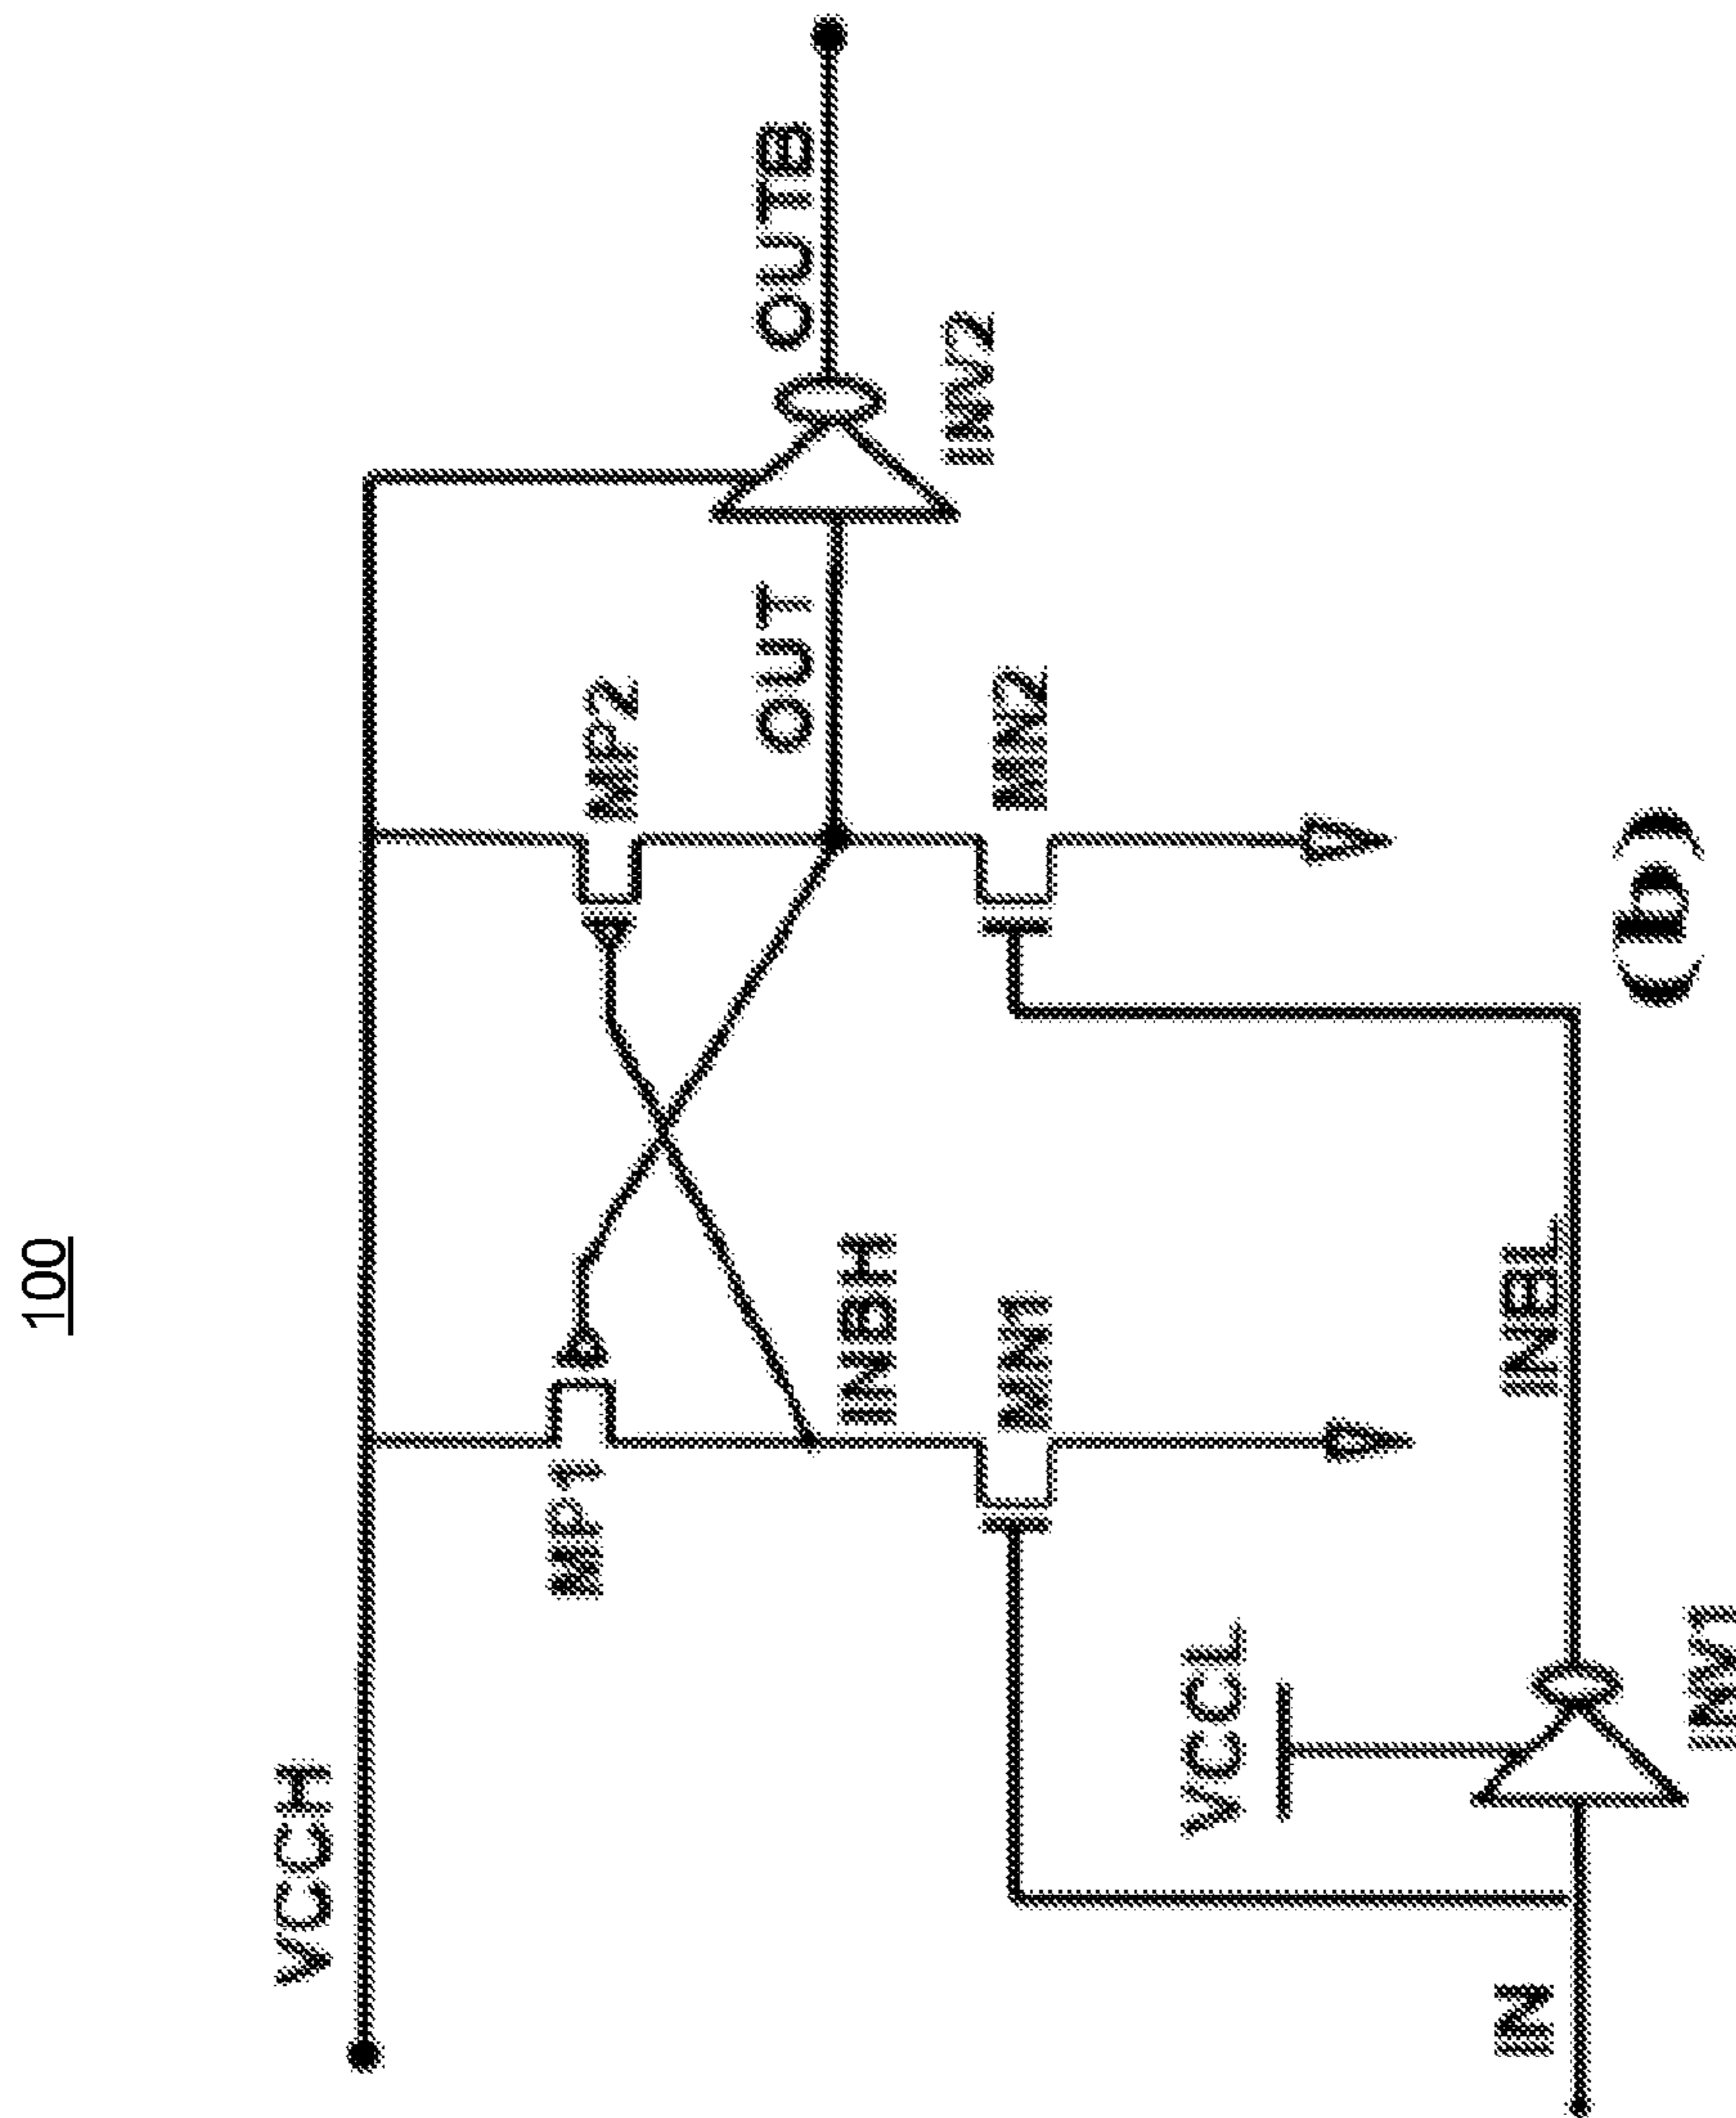 100
VCCH
MP1
MP2
OUT
OUTB
INBH
INV2
MN1
MN2
VCCL
IN
INBL
INV1
(b)